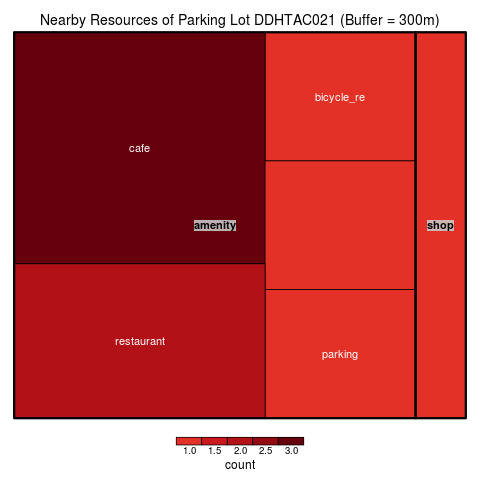 Nearby Resources of Parking Lot DDHTAC021 (Buffer = 300m)
cafe
bicycle_re
amenity
shop
restaurant
parking
1.0 1.5 2.0 2.5 3.0
count